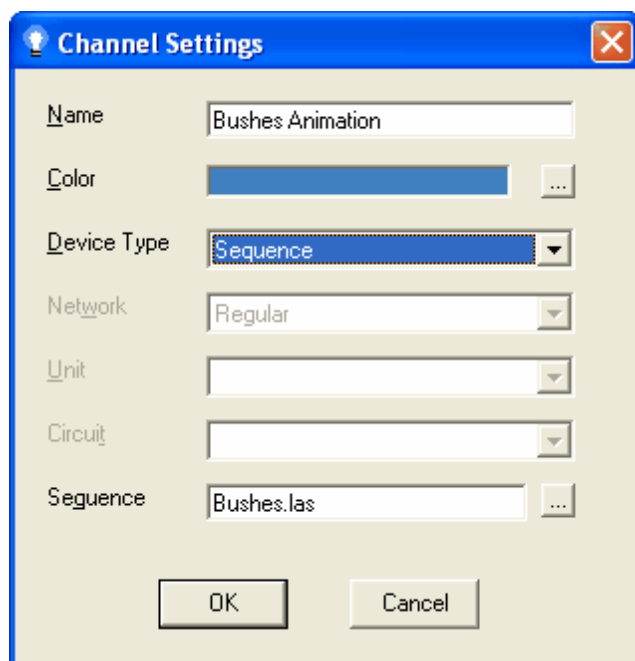 Channel Settings
Name Bushes Animation
Color ...
Device Type Sequence
Network Regular
Unit
Circuit
Sequence Bushes.las ...
OK Cancel